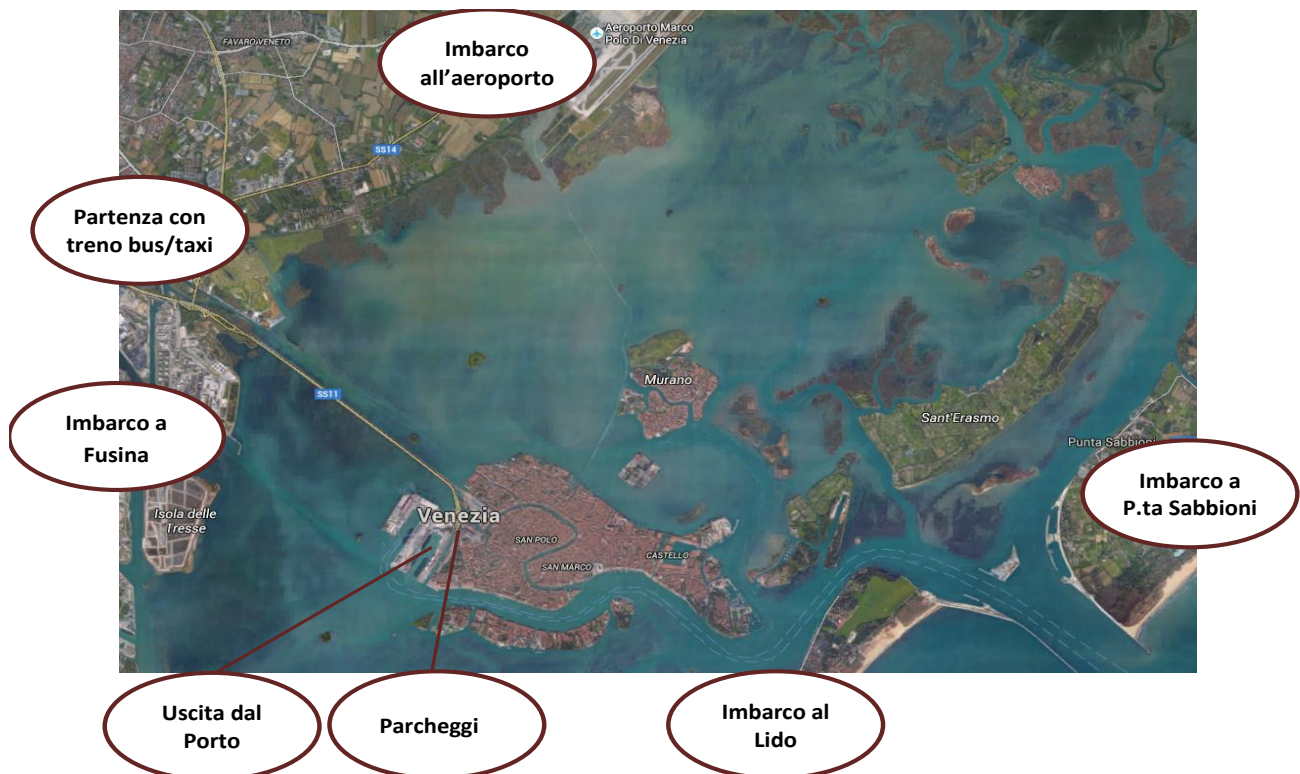 Aeroporto Marco
Polo Di Venezia
FAVARO VENETO
Imbarco
all'aeroporto
SS14
Partenza con
treno bus/taxi
SS11
Murano
Imbarco a
Fusina
Sant'Erasmo
Punta Sabbioni
Imbarco a
P.ta Sabbioni
Isola delle
Tresse
Venezia
SAN POLO
SAN MARCO
CASTELLO
Uscita dal
Porto
Parcheggi
Imbarco al
Lido